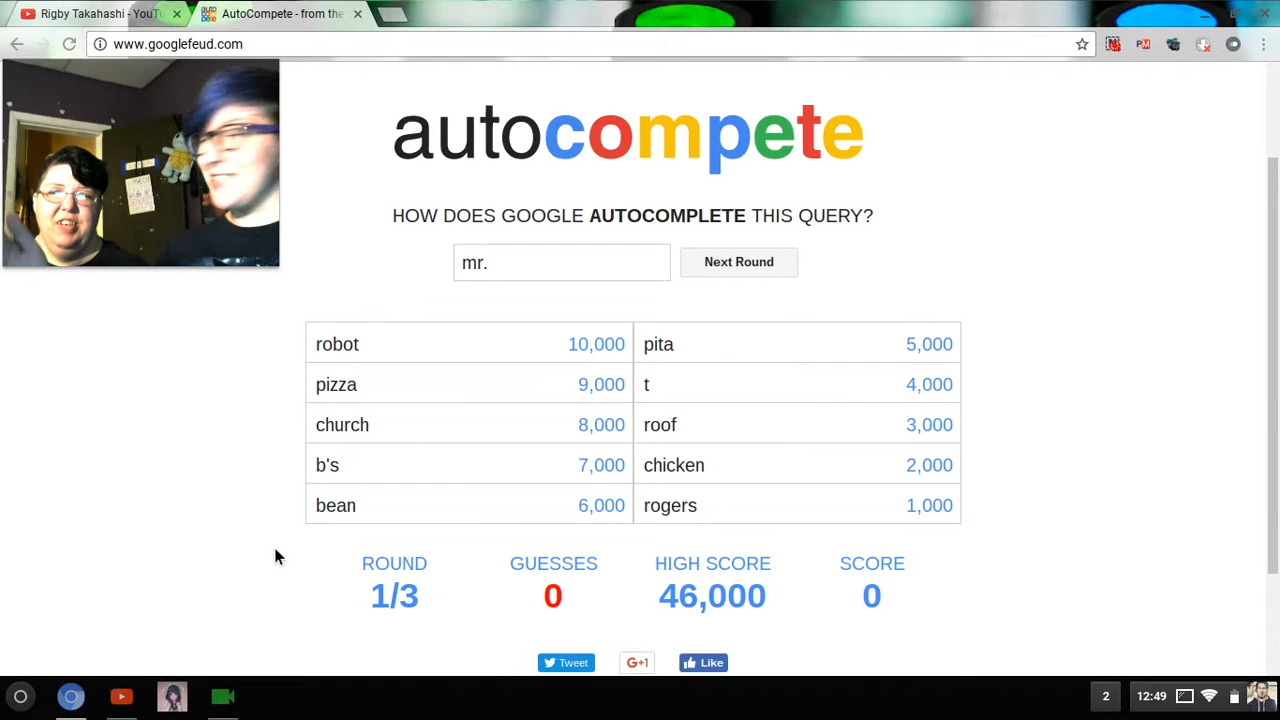 Rigby Takahashi - YouT
AutoCompete - from the
www.googlefeud.com
autocompete
HOW DOES GOOGLE AUTOCOMPLETE THIS QUERY?
mr.
Next Round
robot 10,000 pita 5,000
pizza 9,000 t 4,000
church 8,000 roof 3,000
b's 7,000 chicken 2,000
bean 6,000 rogers 1,000
ROUND GUESSES HIGH SCORE SCORE
1/3 0 46,000 0
Tweet G+1 Like
2 12:49